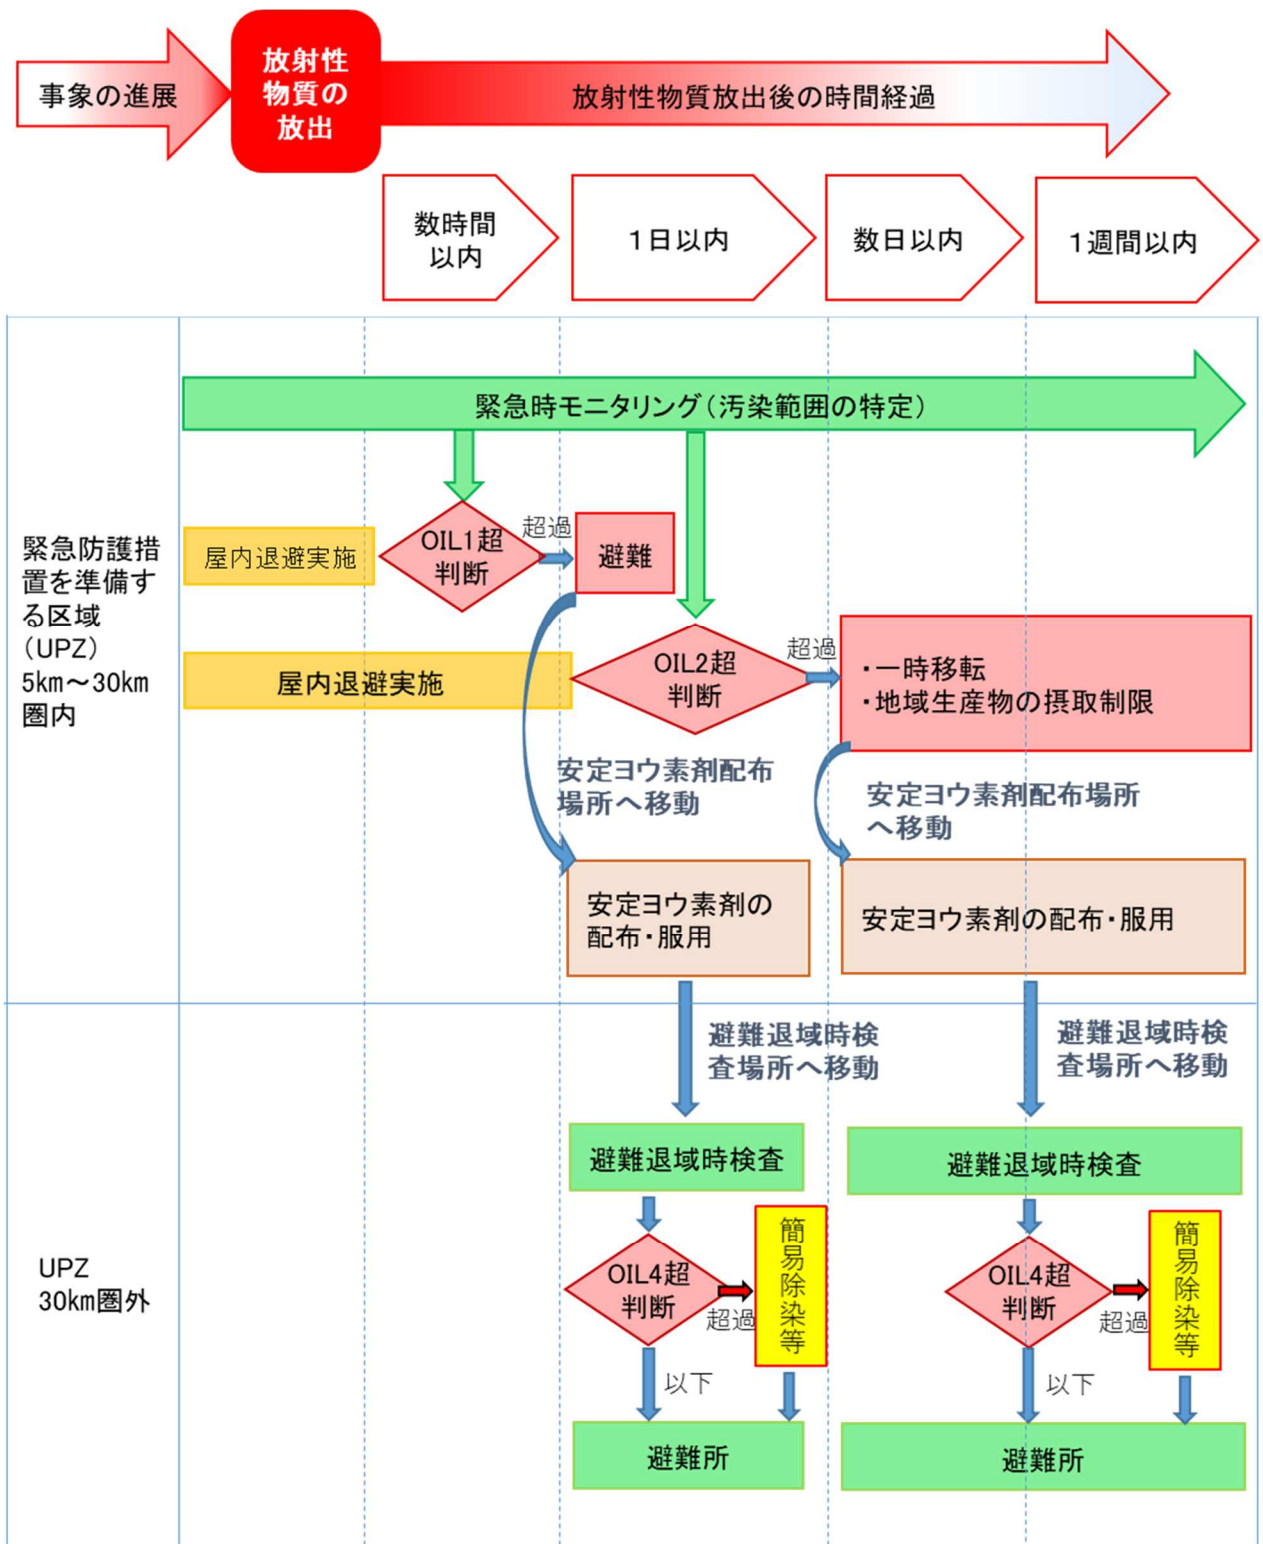 事象の進展
放射性
物質の
放出
放射性物質放出後の時間経過
数時間
以内
1日以内
数日以内
1週間以内
緊急時モニタリング(汚染範囲の特定)
緊急防護措
置を準備す
る区域
(UPZ)
5km～30km
圏内
屋内退避実施
OIL1超
判断
超過
避難
屋内退避実施
OIL2超
判断
超過
・一時移転
・地域生産物の摂取制限
安定ヨウ素剤配布
場所へ移動
安定ヨウ素剤配布場所
へ移動
安定ヨウ素剤の
配布・服用
安定ヨウ素剤の配布・服用
避難退域時検
査場所へ移動
避難退域時検
査場所へ移動
UPZ
30km圏外
避難退域時検査
避難退域時検査
OIL4超
判断
超過
簡易除染等
以下
避難所
OIL4超
判断
超過
簡易除染等
以下
避難所